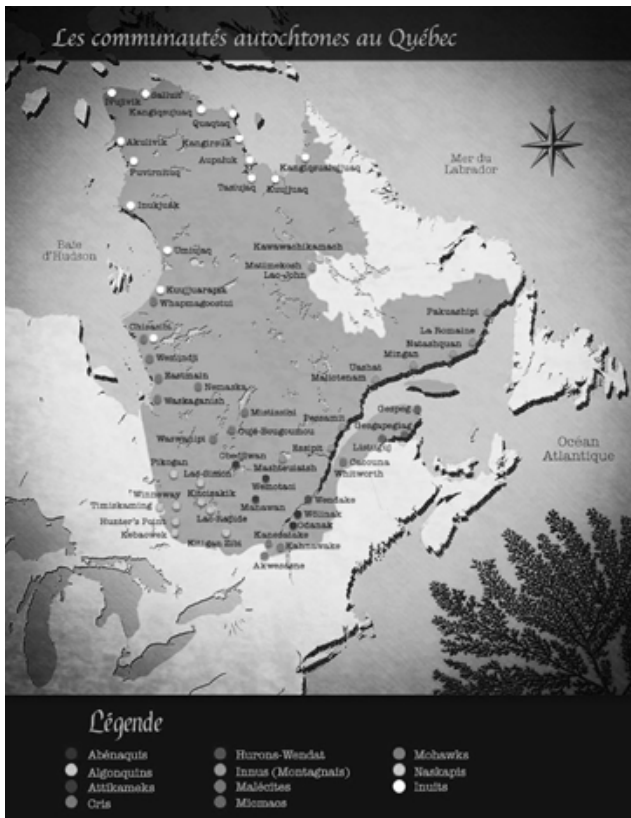 Les communautés autochtones au Québec
Ivujivik
Salluit
Kangiqsujuaq
Quaqtaq
Akulivik
Kangirsuk
Puvirnituq
Aupaluk
Kangiqsualujjuaq
Tasiujaq
Kuujjuaq
Mer du
Labrador
Inukjuak
Baie
d'Hudson
Umiujaq
Kawawachikamach
Matimekosh
Lac-John
Kuujjuarapik
Whapmagoostui
Chisasibi
Pakuashipi
La Romaine
Natashquan
Mingan
Wemindji
Uashat
Maliotenam
Eastmain
Nemaska
Waskaganish
Mistissini
Pessamit
Gespeg
Gesgapegiag
Waswanipi
Oujé-Bougoumou
Listuguj
Océan
Atlantique
Essipit
Obedjiwan
Mashteuiatsh
Cacouna
Whitworth
Pikogan
Lac-Simon
Wemotaci
Winneway
Kitcisakik
Manawan
Wendake
Timiskaming
Wôlinak
Hunter's Point
Lac-Rapide
Odanak
Kebaowek
Kitigan Zibi
Kanesatake
Kahnawake
Akwesasne
Légende
Abénaquis
Algonquins
Attikameks
Cris
Hurons-Wendat
Innus (Montagnais)
Malécites
Micmacs
Mohawks
Naskapis
Inuits